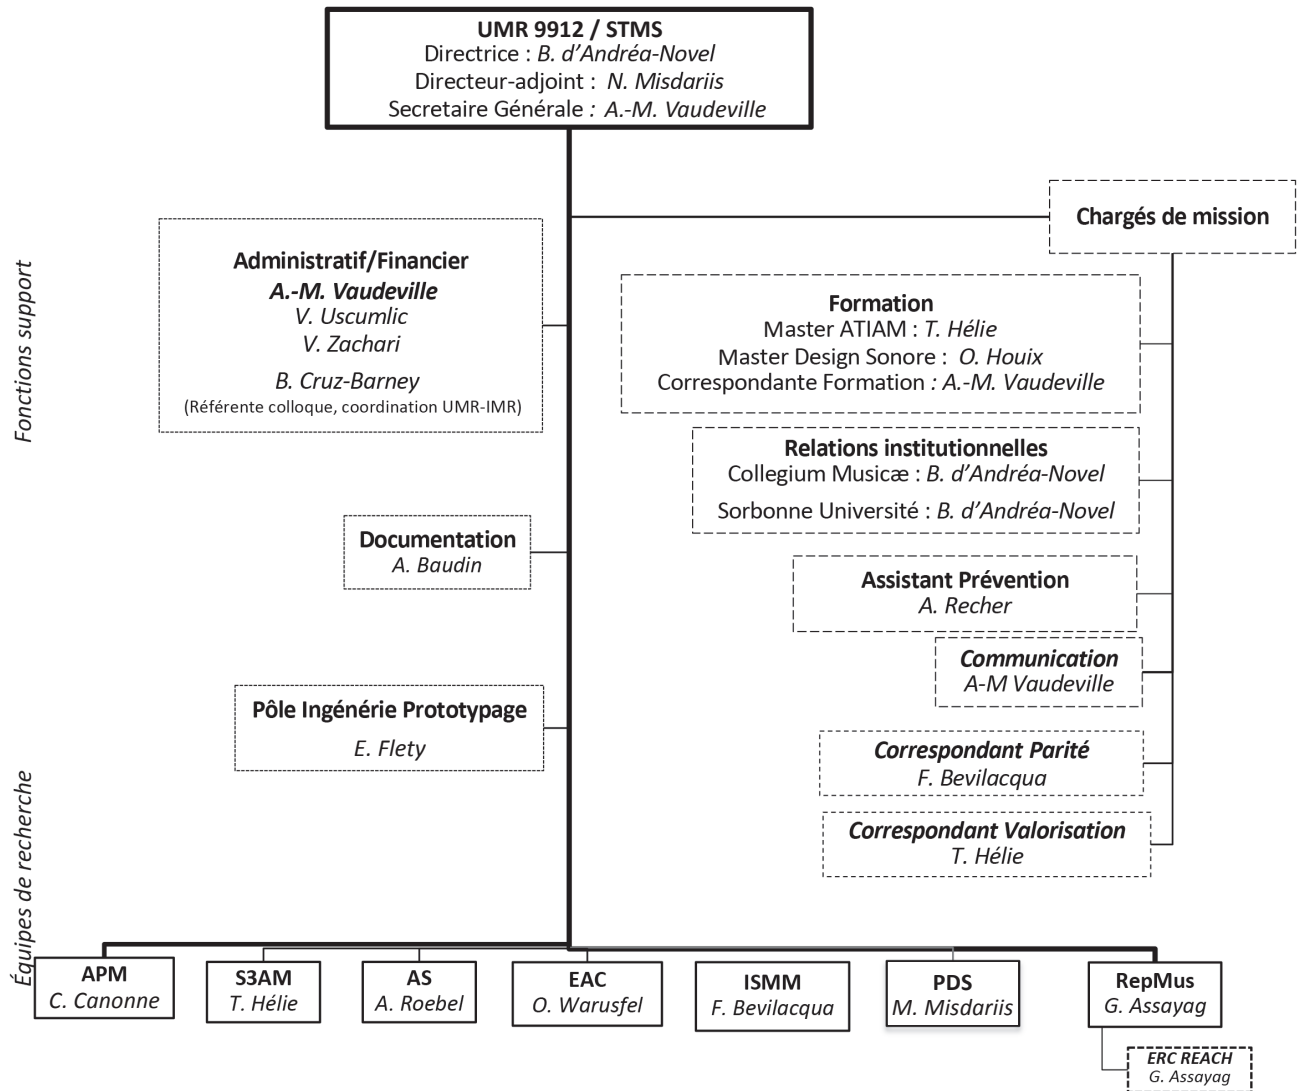 UMR 9912 / STMS
Directrice : B. d’Andréa-Novel
Directeur-adjoint : N. Misdariis
Secretaire Générale : A.-M. Vaudeville
Fonctions support
Administratif/Financier
A.-M. Vaudeville
V. Uscumlic
V. Zachari
B. Cruz-Barney
(Référente colloque, coordination UMR-IMR)
Documentation
A. Baudin
Pôle Ingénérie Prototypage
E. Flety
Chargés de mission
Formation
Master ATIAM : T. Hélie
Master Design Sonore : O. Houix
Correspondante Formation : A.-M. Vaudeville
Relations institutionnelles
Collegium Musicæ : B. d’Andréa-Novel
Sorbonne Université : B. d’Andréa-Novel
Assistant Prévention
A. Recher
Communication
A-M Vaudeville
Correspondant Parité
F. Bevilacqua
Correspondant Valorisation
T. Hélie
Équipes de recherche
APM
C. Canonne
S3AM
T. Hélie
AS
A. Roebel
EAC
O. Warusfel
ISMM
F. Bevilacqua
PDS
M. Misdariis
RepMus
G. Assayag
ERC REACH
G. Assayag